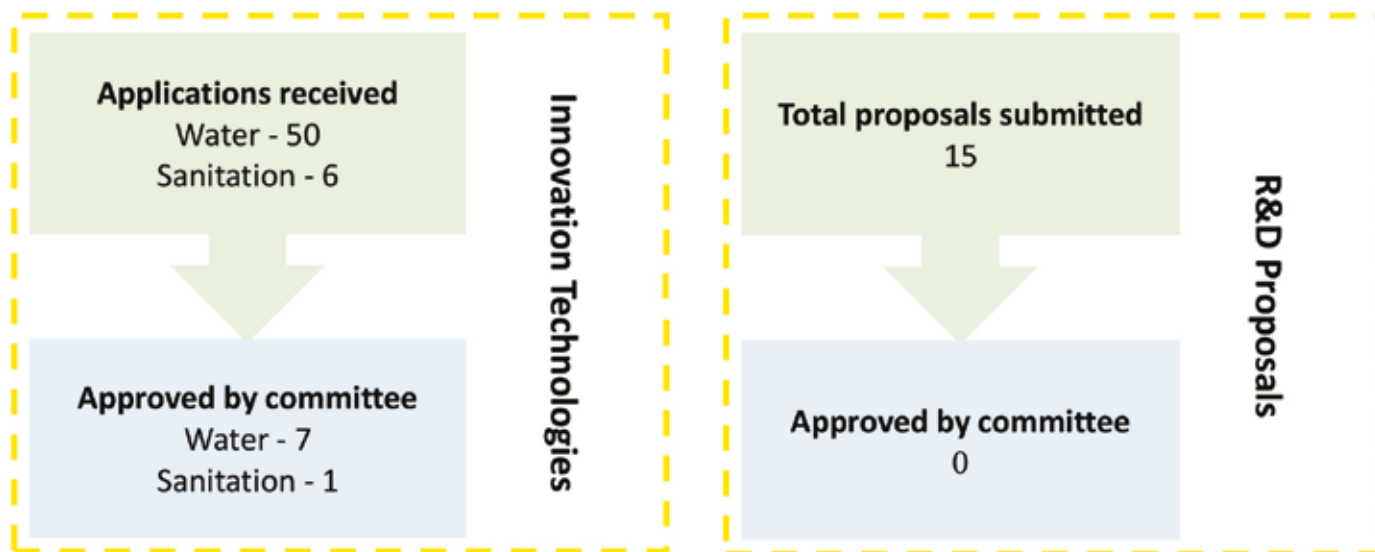 Applications received
Water - 50
Sanitation - 6
Approved by committee
Water - 7
Sanitation - 1
Innovation Technologies
Total proposals submitted
15
Approved by committee
0
R&D Proposals